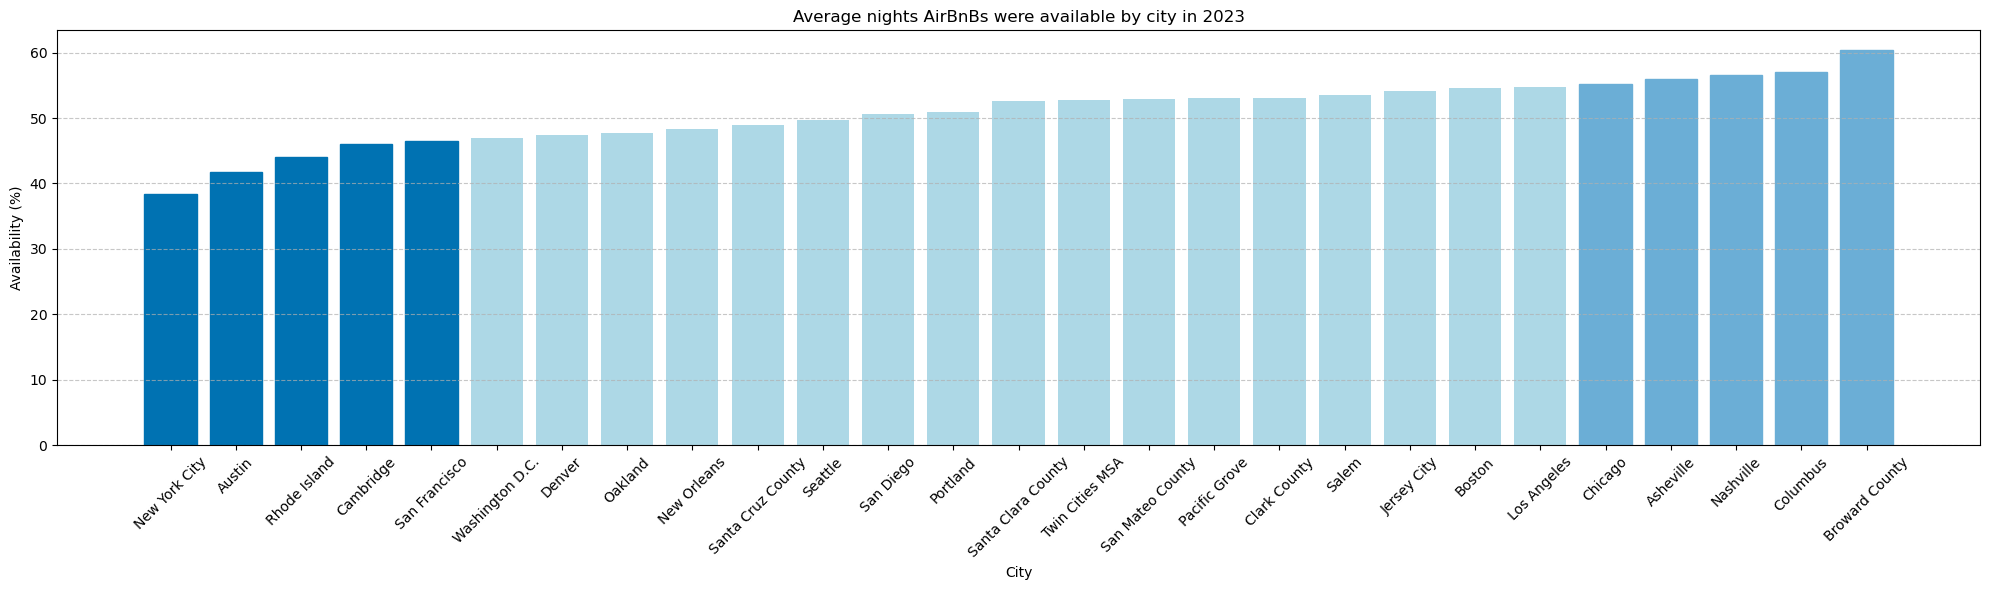 Average nights AirBnBs were available by city in 2023
Availability (%)
60
50
40
30
20
10
0
New York City
Austin
Rhode Island
Cambridge
San Francisco
Washington D.C.
Denver
Oakland
New Orleans
Santa Cruz County
Seattle
San Diego
Portland
Santa Clara County
Twin Cities MSA
San Mateo County
Pacific Grove
Clark County
Salem
Jersey City
Boston
Los Angeles
Chicago
Asheville
Nashville
Columbus
Broward County
City